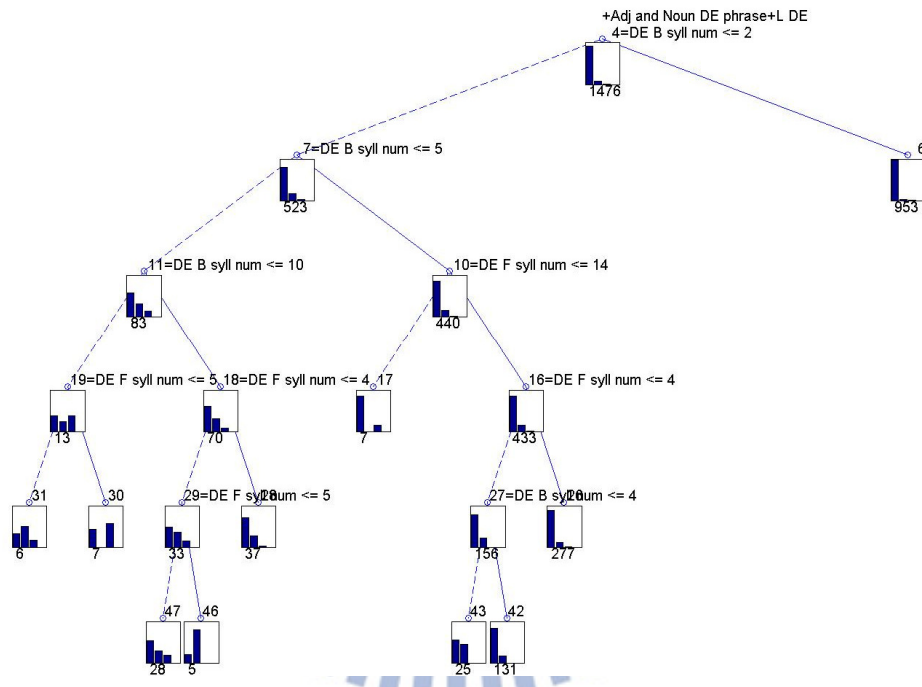 +Adj and Noun DE phrase+L DE
4=DE B syll num <= 2
1476
7=DE B syll num <= 5
6
523
953
11=DE B syll num <= 10
10=DE F syll num <= 14
83
440
19=DE F syll num <= 5
18=DE F syll num <= 4
17
16=DE F syll num <= 4
13
70
7
433
31
30
29=DE F syll num <= 5
28
27=DE B syll num <= 4
26
6
7
33
37
156
277
47
46
43
42
28
5
25
131